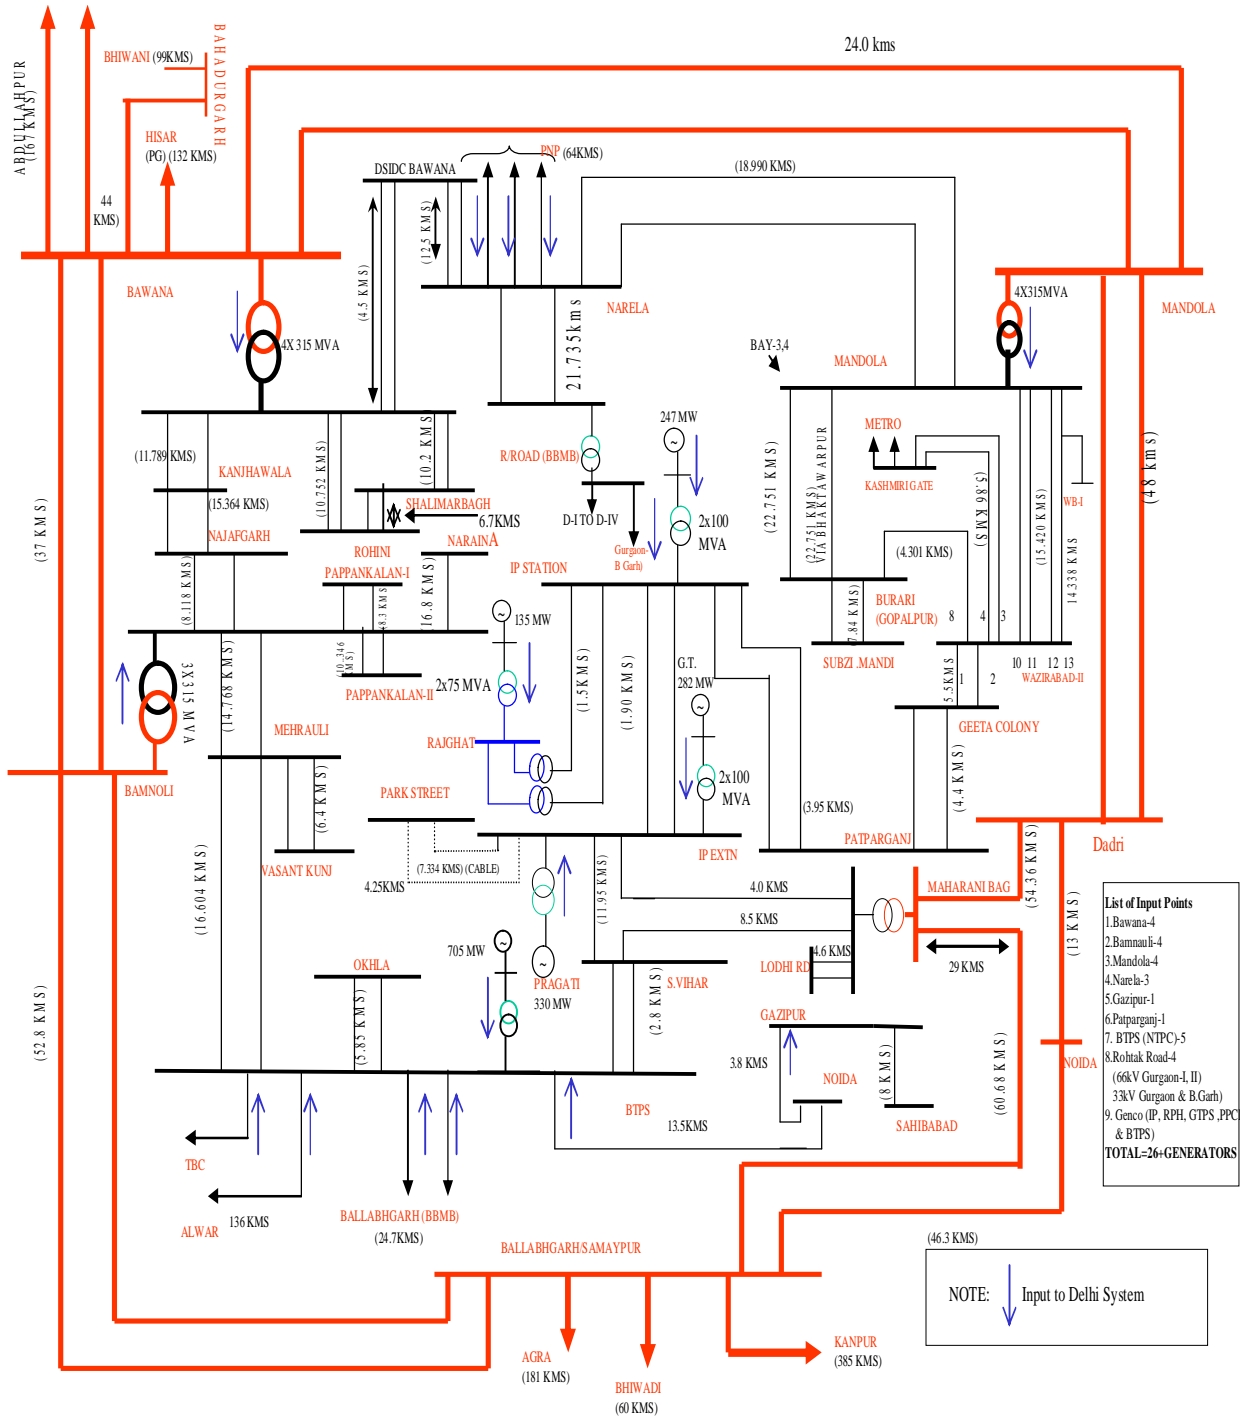 24.0 kms
BAHADURGARH
BHIWANI (99KMS)
ABDULLAHPUR
(167 KMS)
HISAR
(PG) (132 KMS)
44
KMS)
PNP (64KMS)
DSIDC BAWANA
(18.990 KMS)
(12.5 KMS)
(4.5 KMS)
BAWANA
4X 315 MVA
NARELA
4X315MVA
MANDOLA
21.735kms
BAY-3,4
MANDOLA
(11.789 KMS)
KANJHAWALA
(15.364 KMS)
NAJAFGARH
(10.752 KMS)
(10.2 KMS)
SHALIMARBAGH
6.7KMS
ROHINI
NARAINA
PAPPANKALAN-I
R/ROAD (BBMB)
D-I TO D-IV
Gurgaon-
B Garh)
247 MW
2x100
MVA
IP STATION
METRO
KASHMIRI GATE
WB-I
(22.751 KMS)
(22.751 KMS)
VIA BHAKTAWARPUR
(5.86 KMS)
(15.420 KMS)
14.338 KMS
(48 kms)
(4.301 KMS)
BURARI
(GOPALPUR)
8
4
3
7.84 KMS)
SUBZI .MANDI
10 11
12 13
WAZIRABAD-II
5.5KMS
1
2
GEETA COLONY
(37 KMS)
(8.118 KMS)
(8.3 KMS
(16.8 KMS)
3X315 MVA
(14.768 KMS)
(10.346
KMS)
PAPPANKALAN-II
135 MW
2x75 MVA
RAJGHAT
(1.5KMS)
(1.90 KMS)
G.T.
282 MW
2x100
MVA
MEHRAULI
BAMNOLI
(6.4 KMS)
VASANT KUNJ
PARK STREET
(7.334 KMS) (CABLE)
4.25KMS
IP EXTN
(3.95 KMS)
PATPARGANJ
(4.4 KMS)
Dadri
(54.36KMS)
MAHARANI BAG
(16.604 KMS)
(11.95 KMS)
4.0 KMS
8.5 KMS
4.6 KMS
LODHI RD
29 KMS
(13 KMS)
705 MW
OKHLA
PRAGATI
330 MW
S.VIHAR
(5.85 KMS)
(2.8 KMS)
GAZIPUR
3.8 KMS
NOIDA
(8 KMS)
SAHIBABAD
(60.68 KMS)
NOIDA
(52.8 KMS)
BTPS
13.5KMS
TBC
ALWAR
136 KMS
BALLABHGARH (BBMB)
(24.7KMS)
BALLABHGARH/SAMAYPUR
(46.3 KMS)
AGRA
(181 KMS)
BHIWADI
(60 KMS)
KANPUR
(385 KMS)
List of Input Points
1.Bawana-4
2.Bamnauli-4
3.Mandola-4
4.Narela-3
5.Gazipur-1
6.Patparganj-1
7. BTPS (NTPC)-5
8.Rohtak Road-4
(66kV Gurgaon-I, II)
33kV Gurgaon & B.Garh)
9. Genco (IP, RPH, GTPS ,PPCl
& BTPS)
TOTAL=26+GENERATORS
NOTE:
Input to Delhi System